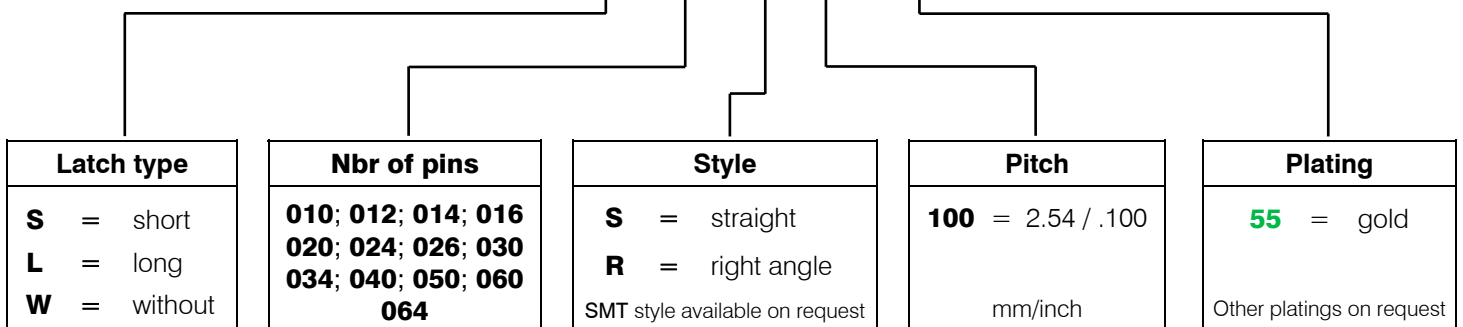 Latch type
S = short
L = long
W = without
Nbr of pins
010; 012; 014; 016
020; 024; 026; 030
034; 040; 050; 060
064
Style
S = straight
R = right angle
SMT style available on request
Pitch
100 = 2.54 / .100
mm/inch
Plating
55 = gold
Other platings on request